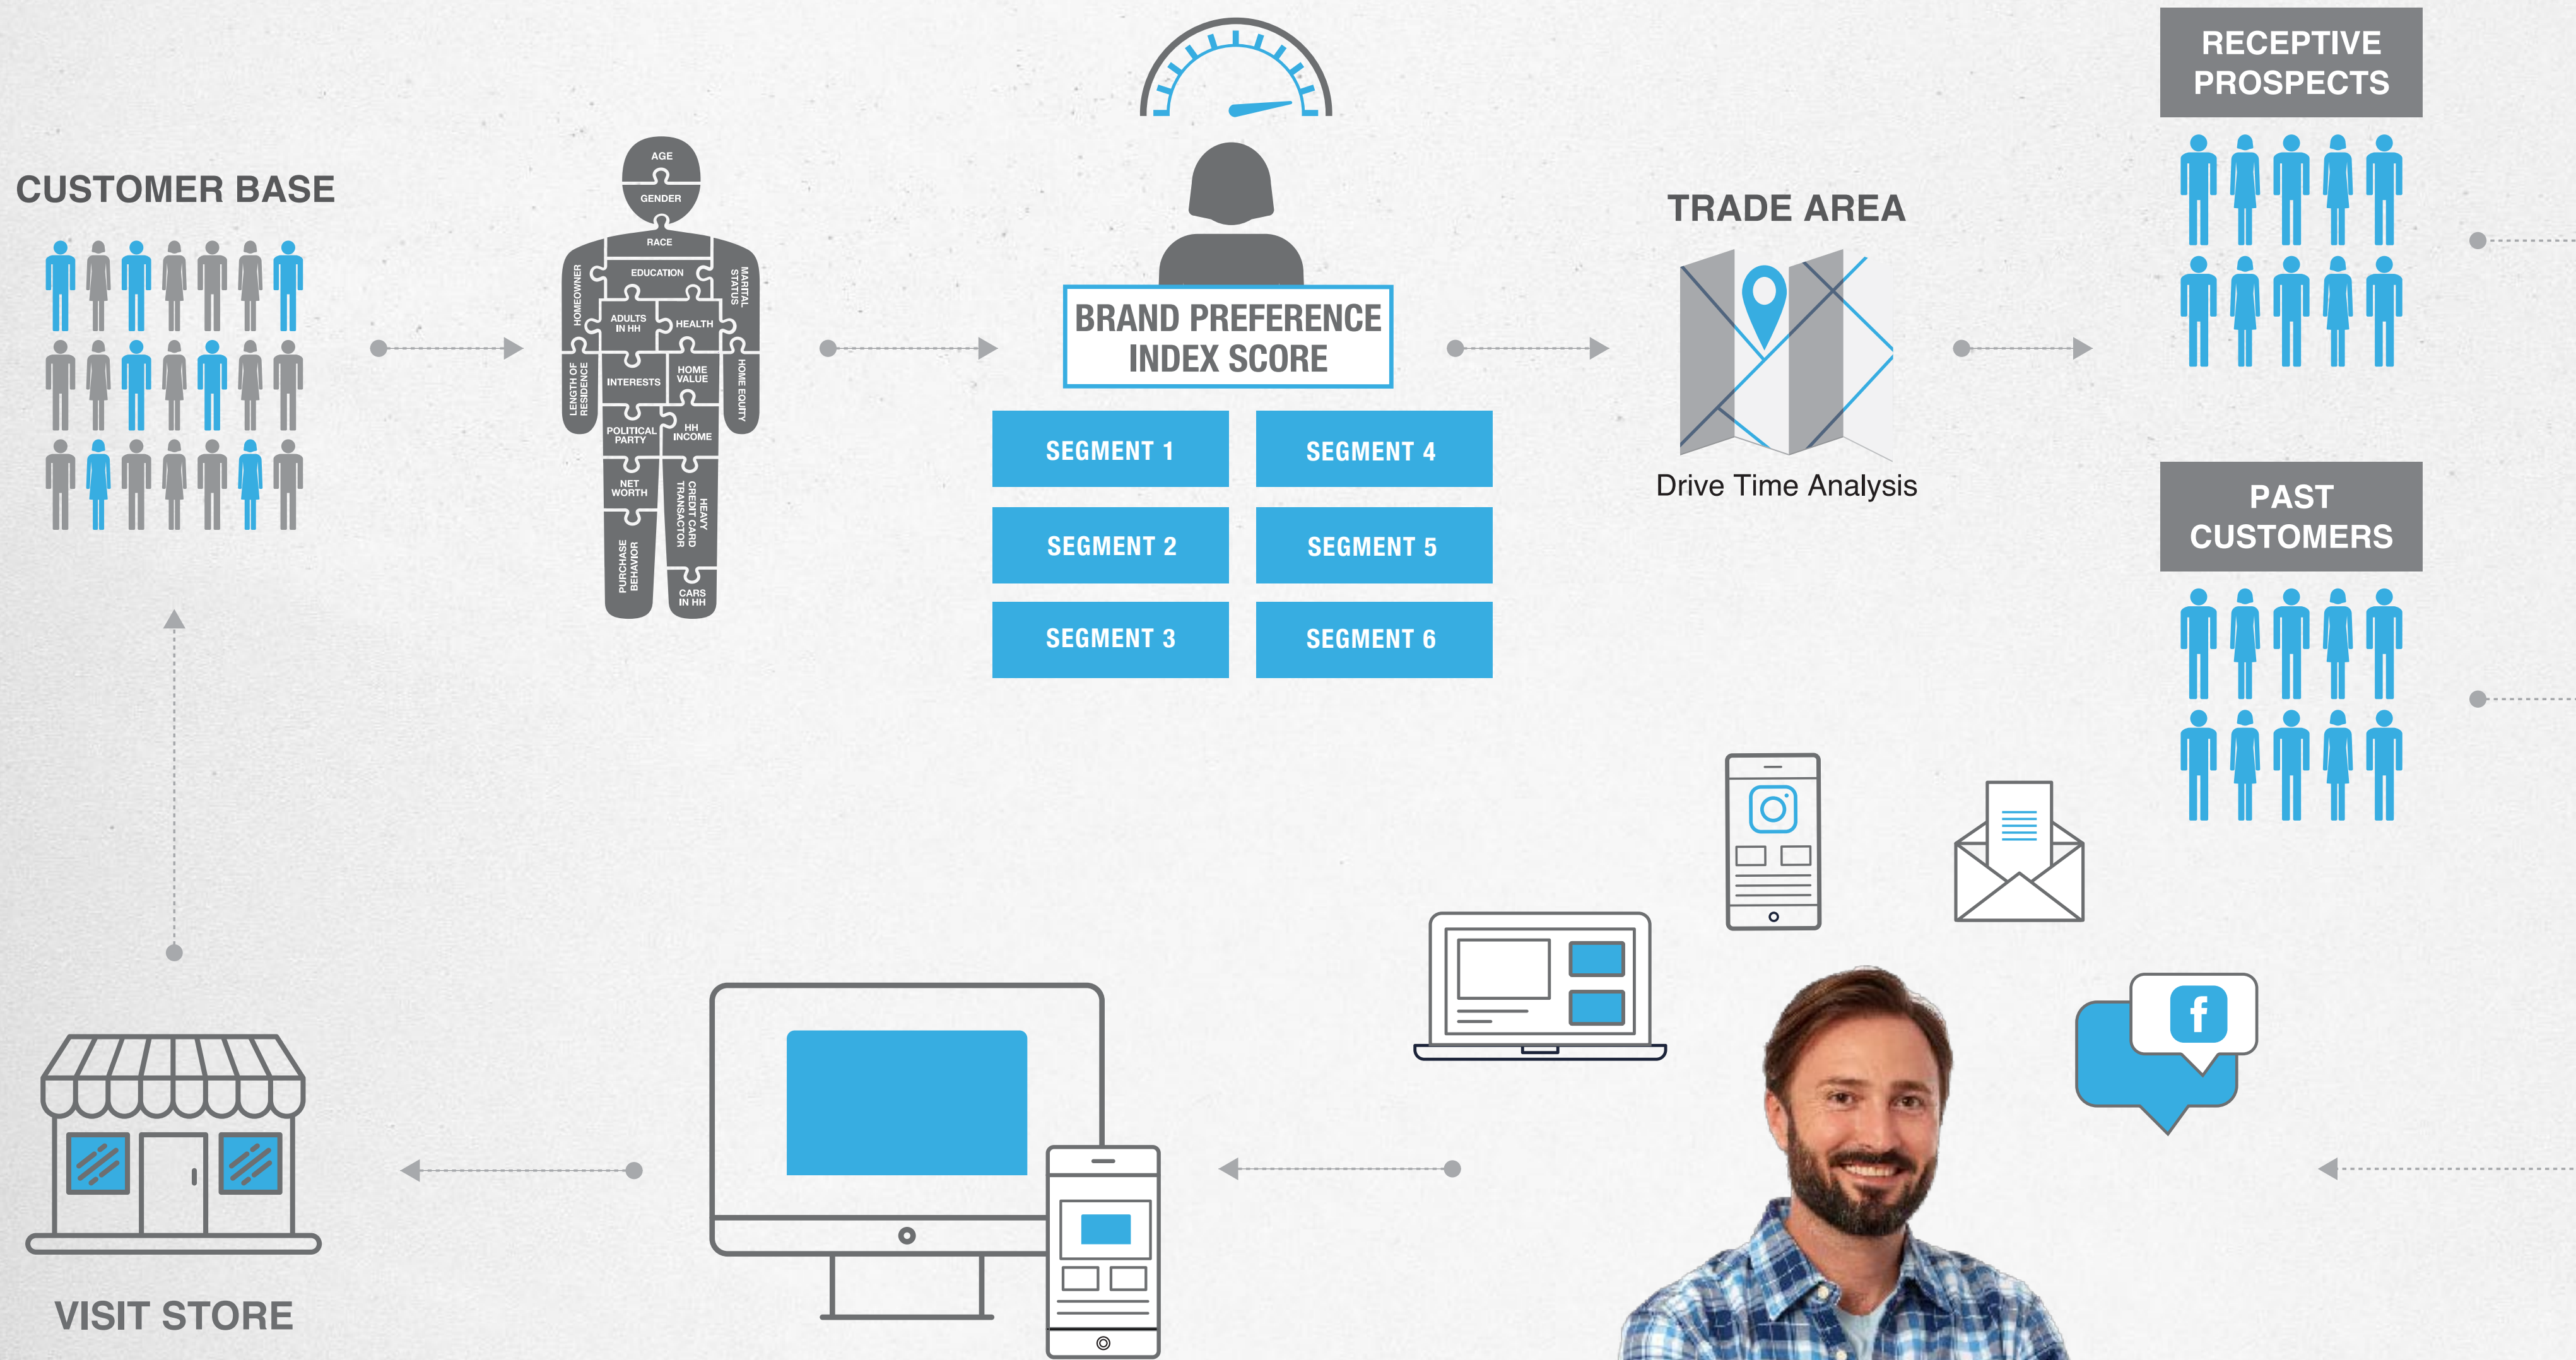 CUSTOMER BASE
AGE
GENDER
RACE
EDUCATION
HOMEOWNER
MARITAL
STATUS
ADULTS
IN HH
HEALTH
LENGTH OF
RESIDENCE
INTERESTS
HOME
VALUE
HOME EQUITY
POLITICAL
PARTY
HH
INCOME
NET
WORTH
HEAVY
CREDIT CARD
TRANSACTOR
PURCHASE
BEHAVIOR
CARS
IN HH
BRAND PREFERENCE
INDEX SCORE
SEGMENT 1
SEGMENT 4
SEGMENT 2
SEGMENT 5
SEGMENT 3
SEGMENT 6
TRADE AREA
Drive Time Analysis
RECEPTIVE
PROSPECTS
PAST
CUSTOMERS
f
VISIT STORE